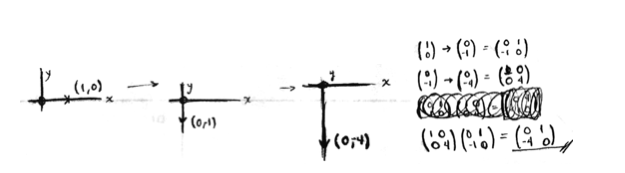 y (1,0) x → y x (0,-1) → y x (0,-4)
(1 0) → (0 -1) = (0 1 -1 0)
(0 -1) → (0 -4) = (1 0 0 4)
(1 0 0 4) (0 1 -1 0) = (0 1 -4 0)